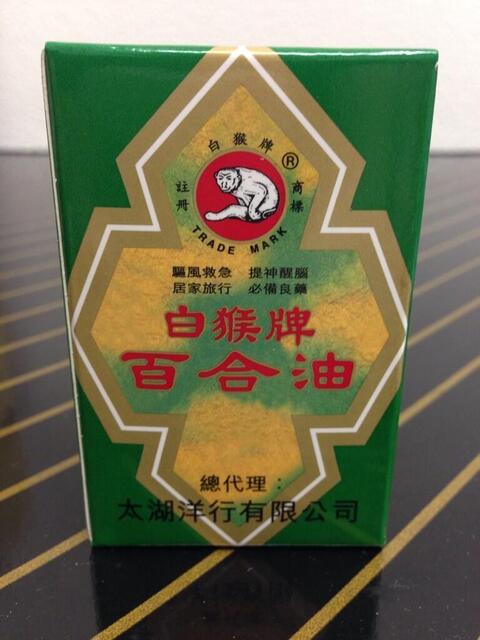 白猴牌
®
註冊 商標
TRADE MARK
驅風救急 提神醒腦
居家旅行 必備良藥
白猴牌
百合油
總代理：
太湖洋行有限公司